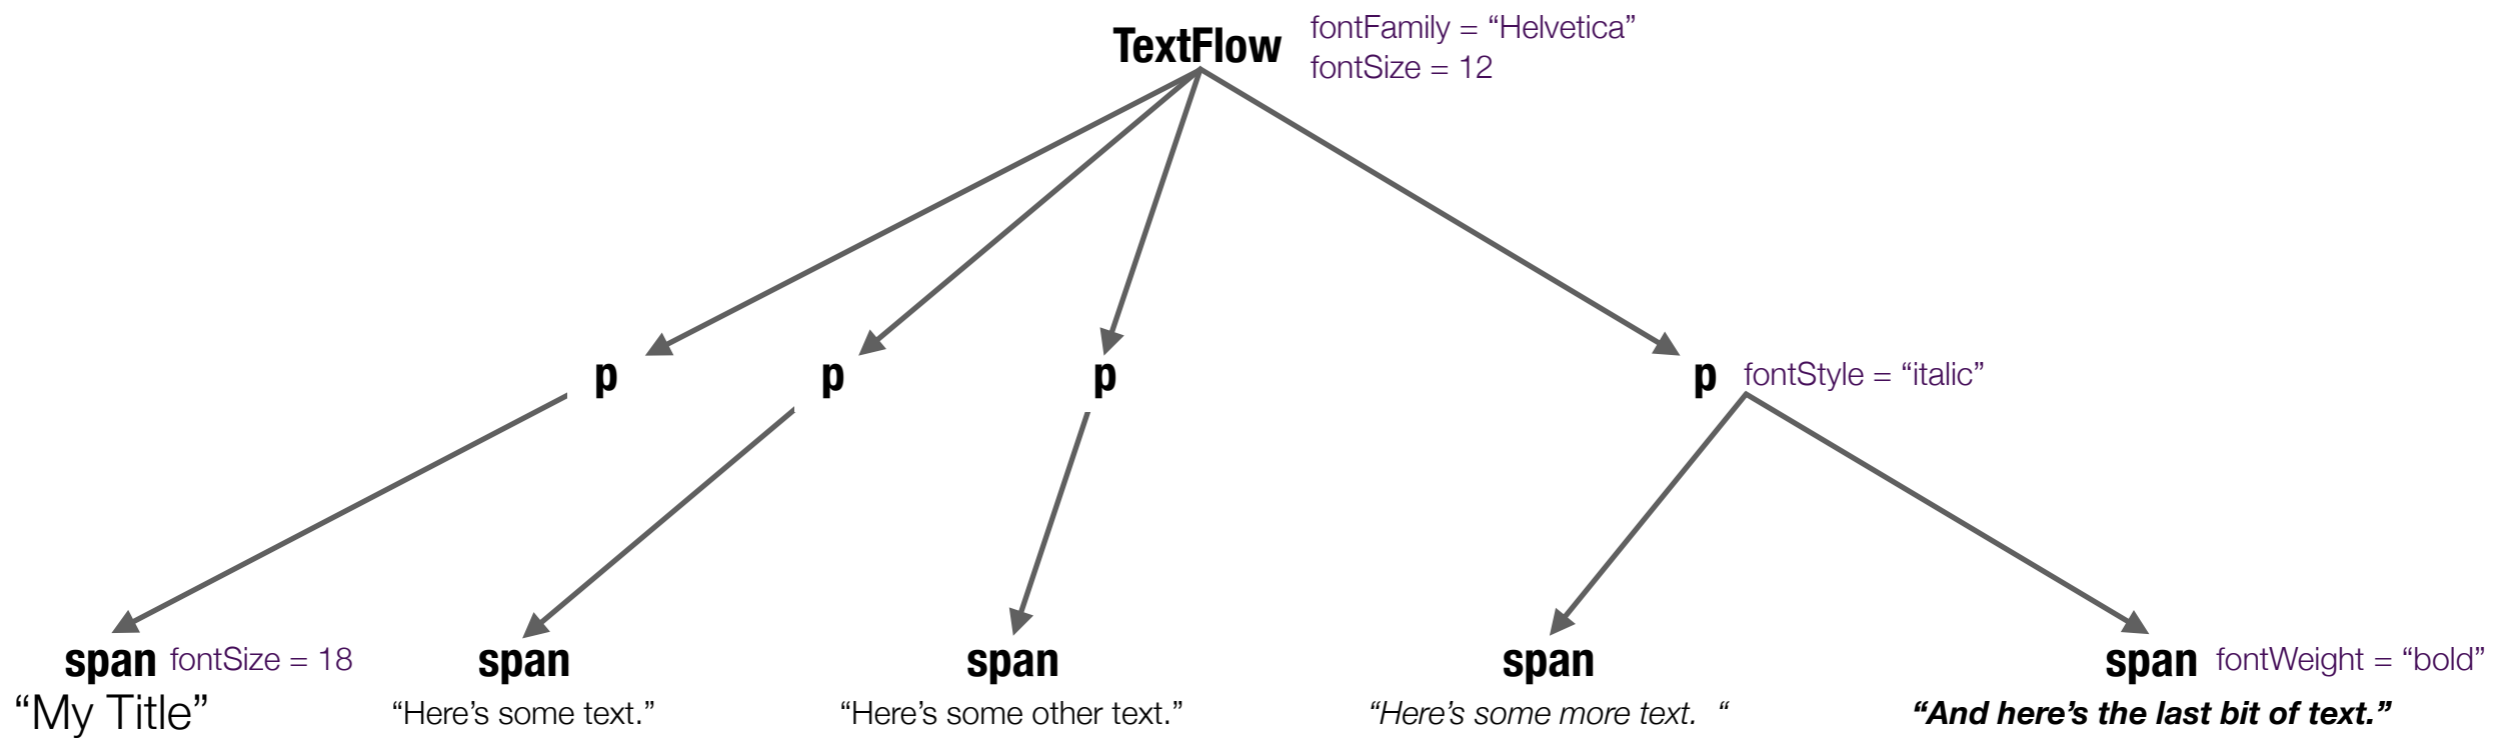 TextFlow
fontFamily = “Helvetica”
fontSize = 12
p
p
p
p fontStyle = “italic”
span fontSize = 18
“My Title”
span
“Here’s some text.”
span
“Here’s some other text.”
span
“Here’s some more text. “
span fontWeight = “bold”
“And here’s the last bit of text.”